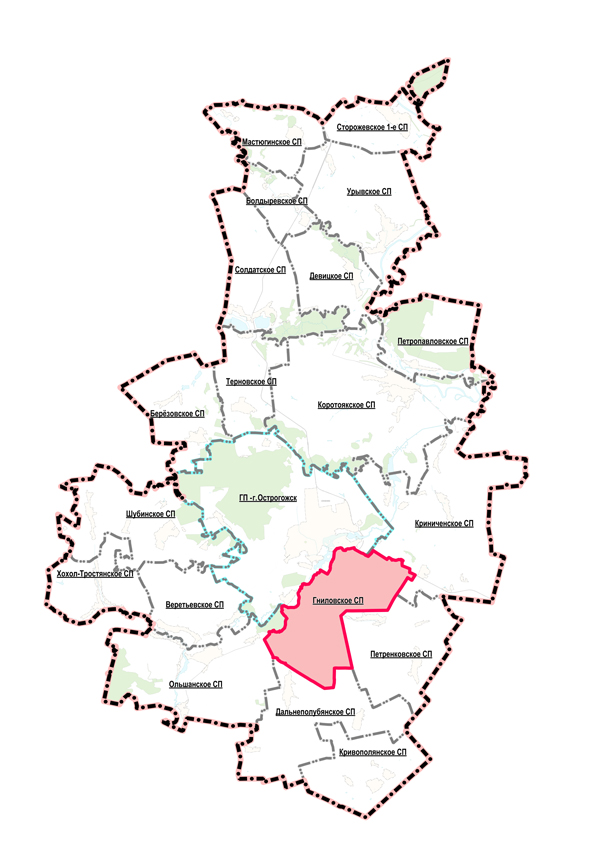 Сторожевское 1-е СП
Мастюгинское СП
Урывское СП
Болдыревское СП
Солдатское СП
Девицкое СП
Петропавловское СП
Терновское СП
Коротоякское СП
Берёзовское СП
ГП -г.Острогожск
Шубинское СП
Криниченское СП
Хохол-Тростянское СП
Веретьевское СП
Гниловское СП
Петренковское СП
Ольшанское СП
Дальнеполубянское СП
Кривополянское СП